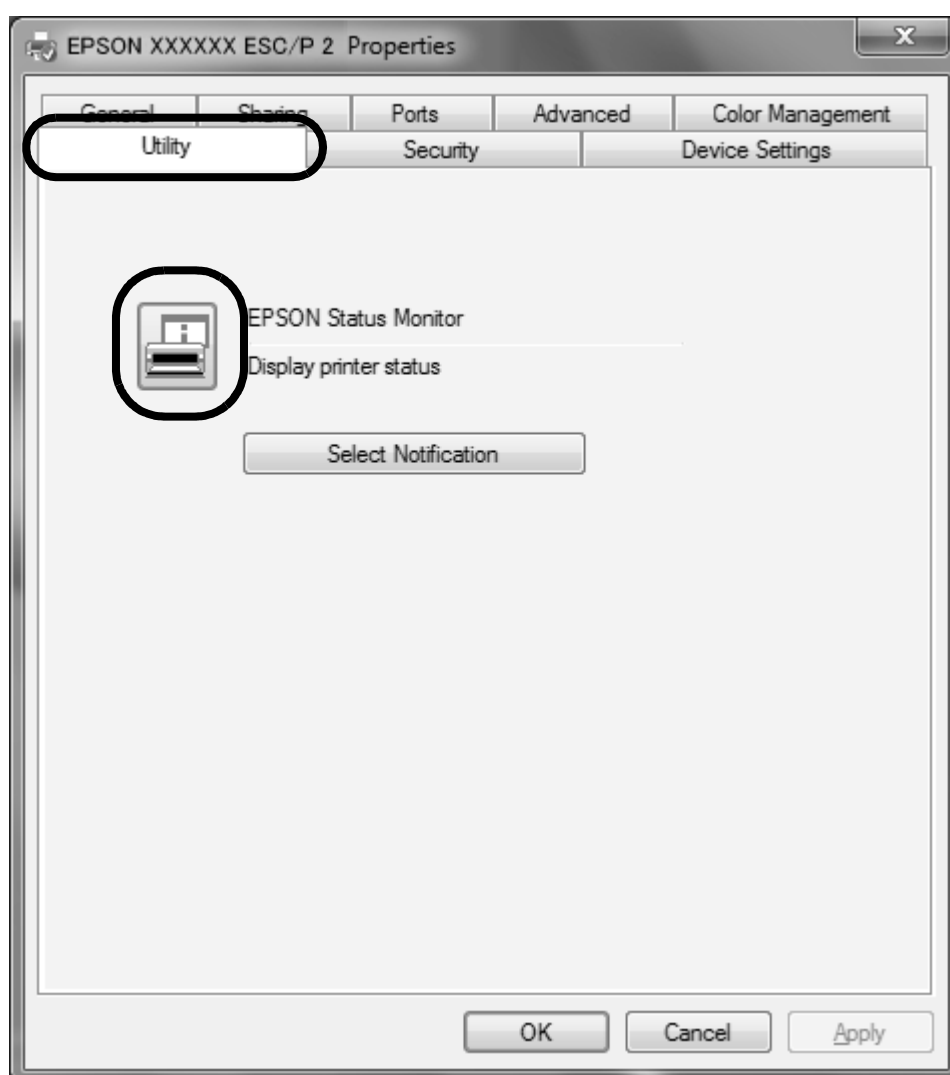 EPSON XXXXXX ESC/P 2 Properties
General Sharing Ports Advanced Color Management
Utility Security Device Settings
EPSON Status Monitor
Display printer status
Select Notification
OK Cancel Apply